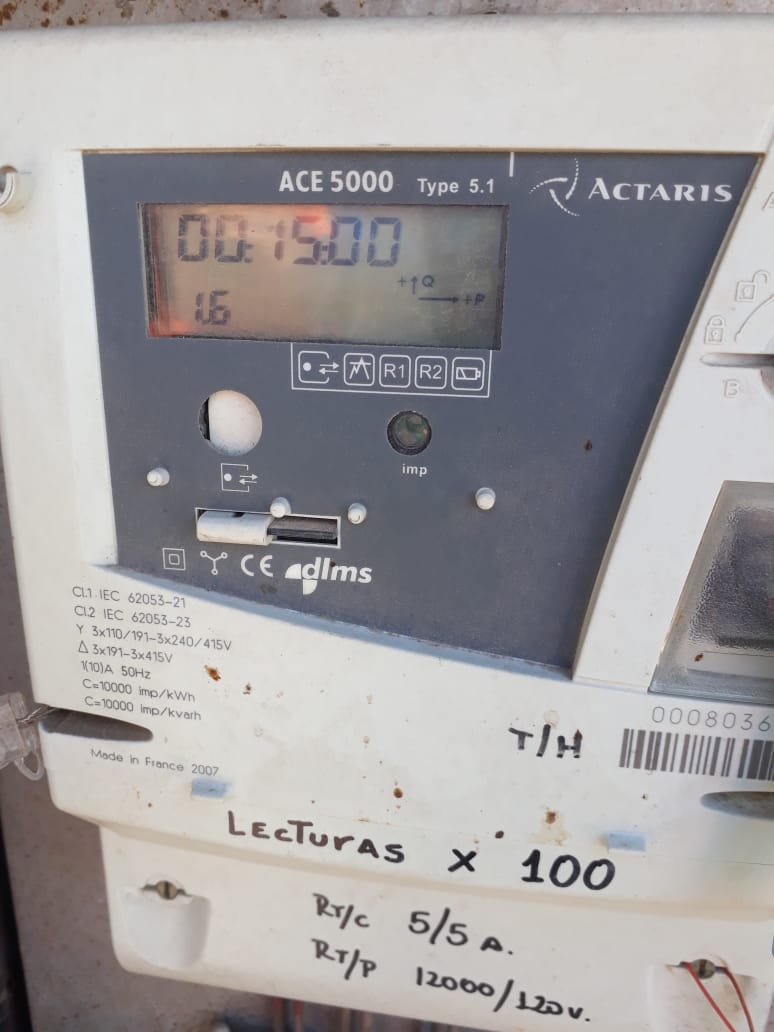 ACE 5000 Type 5.1 ACTARIS
00:15:00
+Q
+P
1.6
R1 R2
B
imp
CE dlms
Cl.1 IEC 62053-21
Cl.2 IEC 62053-23
Y 3x110/191-3x240/415V
Δ 3x191-3x415V
1(10)A 50Hz
C=10000 imp/kWh
C=10000 imp/kvarh
0008036
T/H
Made in France 2007
LECTURAS X 100
RT/C 5/5 A.
RT/P 12000/120V.